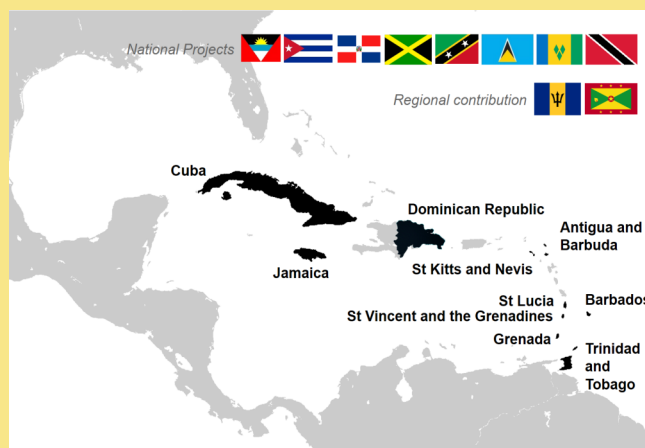 National Projects
Regional contribution
Cuba
Dominican Republic
Antigua and
Barbuda
Jamaica
St Kitts and Nevis
St Lucia
Barbados
St Vincent and the Grenadines
Grenada
Trinidad
and
Tobago